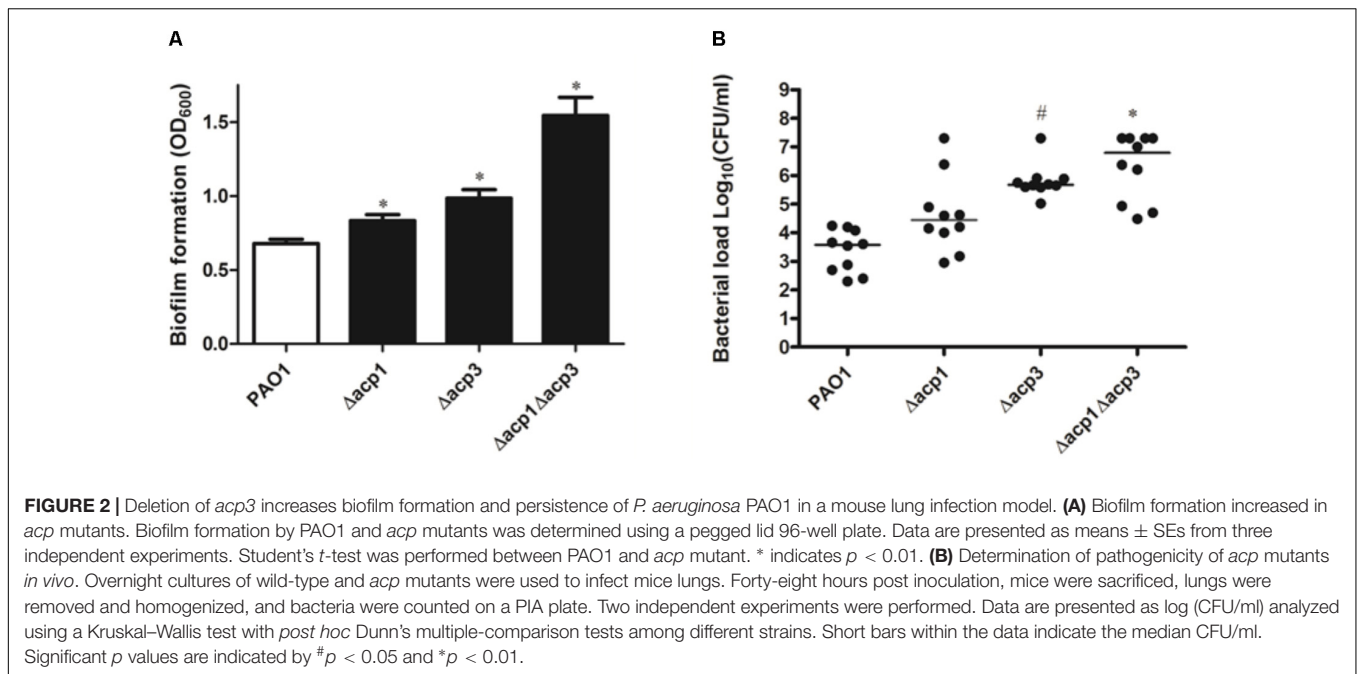 A
Biofilm formation (OD600)
1.5
1.0
0.5
0.0
*
*
*
PAO1
Δacp1
Δacp3
Δacp1Δacp3
B
Bacterial load Log10(CFU/ml)
9
8
7
6
5
4
3
2
1
0
#
*
PAO1
Δacp1
Δacp3
Δacp1Δacp3
FIGURE 2 | Deletion of acp3 increases biofilm formation and persistence of P. aeruginosa PAO1 in a mouse lung infection model. (A) Biofilm formation increased in
acp mutants. Biofilm formation by PAO1 and acp mutants was determined using a pegged lid 96-well plate. Data are presented as means ± SEs from three
independent experiments. Student's t-test was performed between PAO1 and acp mutant. * indicates p < 0.01. (B) Determination of pathogenicity of acp mutants
in vivo. Overnight cultures of wild-type and acp mutants were used to infect mice lungs. Forty-eight hours post inoculation, mice were sacrificed, lungs were
removed and homogenized, and bacteria were counted on a PIA plate. Two independent experiments were performed. Data are presented as log (CFU/ml) analyzed
using a Kruskal–Wallis test with post hoc Dunn's multiple-comparison tests among different strains. Short bars within the data indicate the median CFU/ml.
Significant p values are indicated by #p < 0.05 and *p < 0.01.